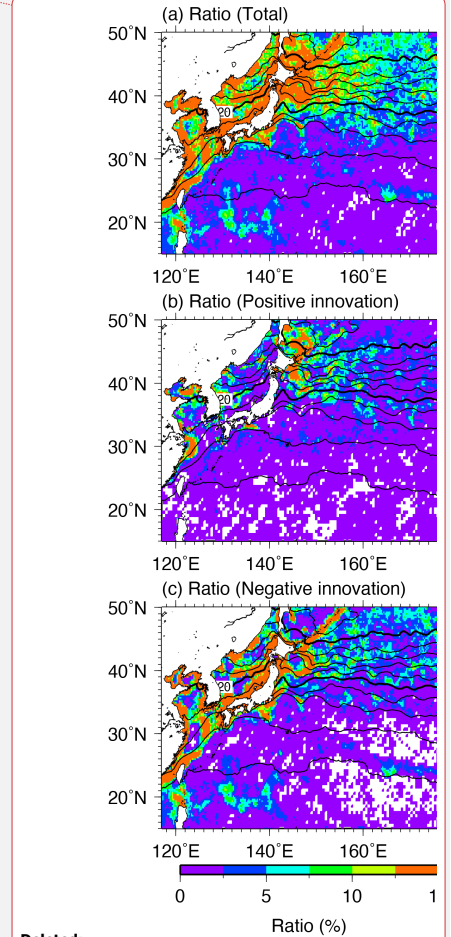 (a) Ratio (Total)
50˚N
40˚N
20
30˚N
20˚N
120˚E 140˚E 160˚E
(b) Ratio (Positive innovation)
50˚N
40˚N
20
30˚N
20˚N
120˚E 140˚E 160˚E
(c) Ratio (Negative innovation)
50˚N
40˚N
20
30˚N
20˚N
120˚E 140˚E 160˚E
0 5 10 1
Ratio (%)